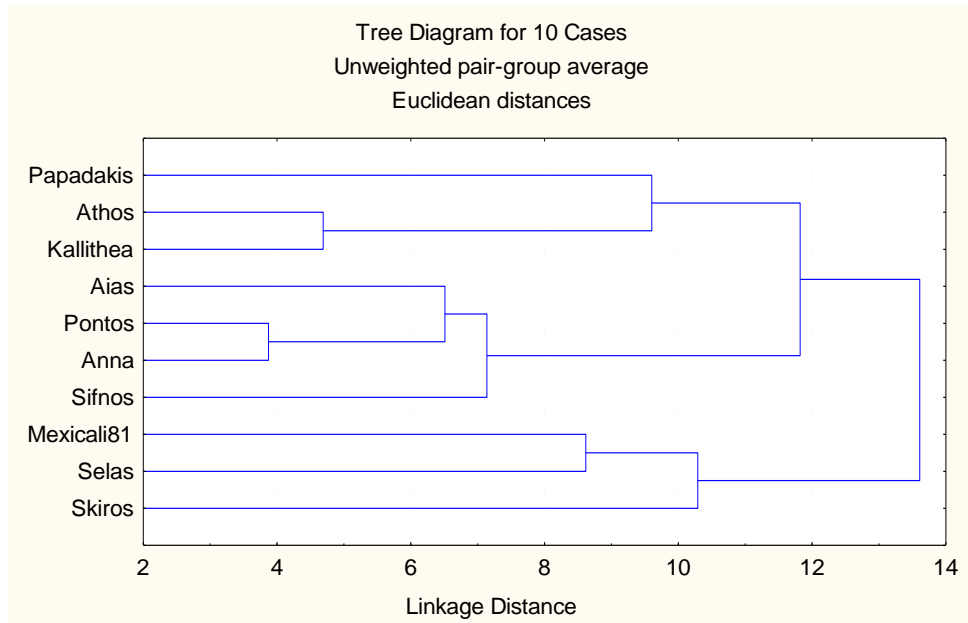 Tree Diagram for 10 Cases
Unweighted pair-group average
Euclidean distances
Papadakis
Athos
Kallithea
Aias
Pontos
Anna
Sifnos
Mexicali81
Selas
Skiros
2 4 6 8 10 12 14
Linkage Distance